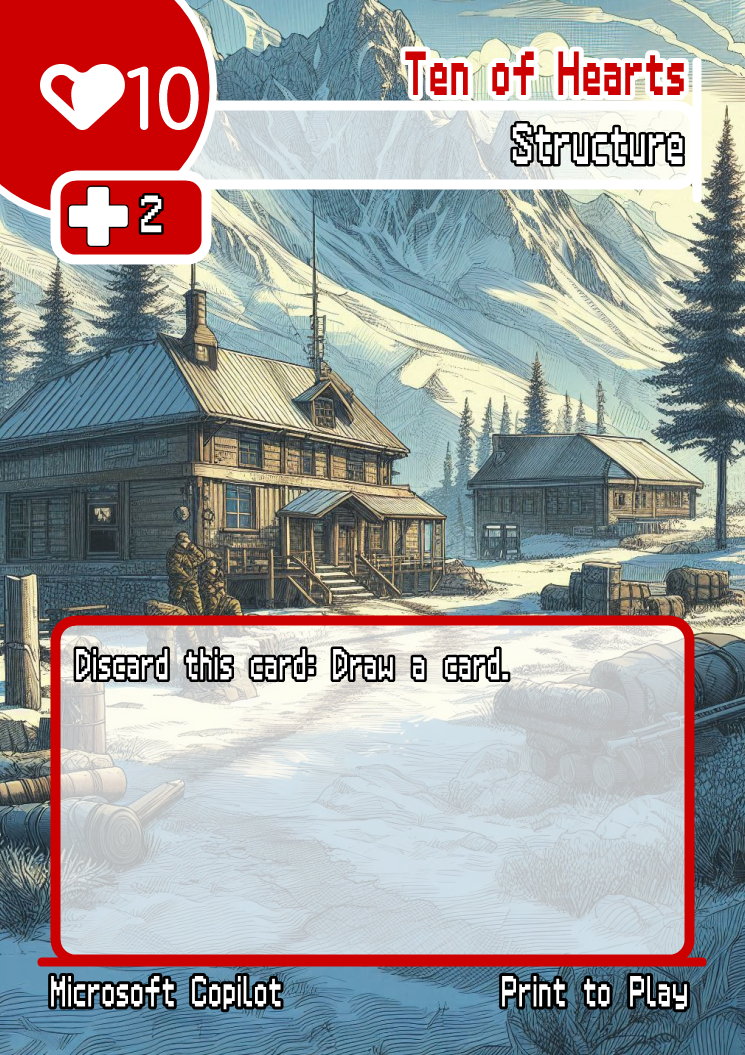 10
Ten of Hearts
Structure
2
Discard this card: Draw a card.
Microsoft Copilot
Print to Play